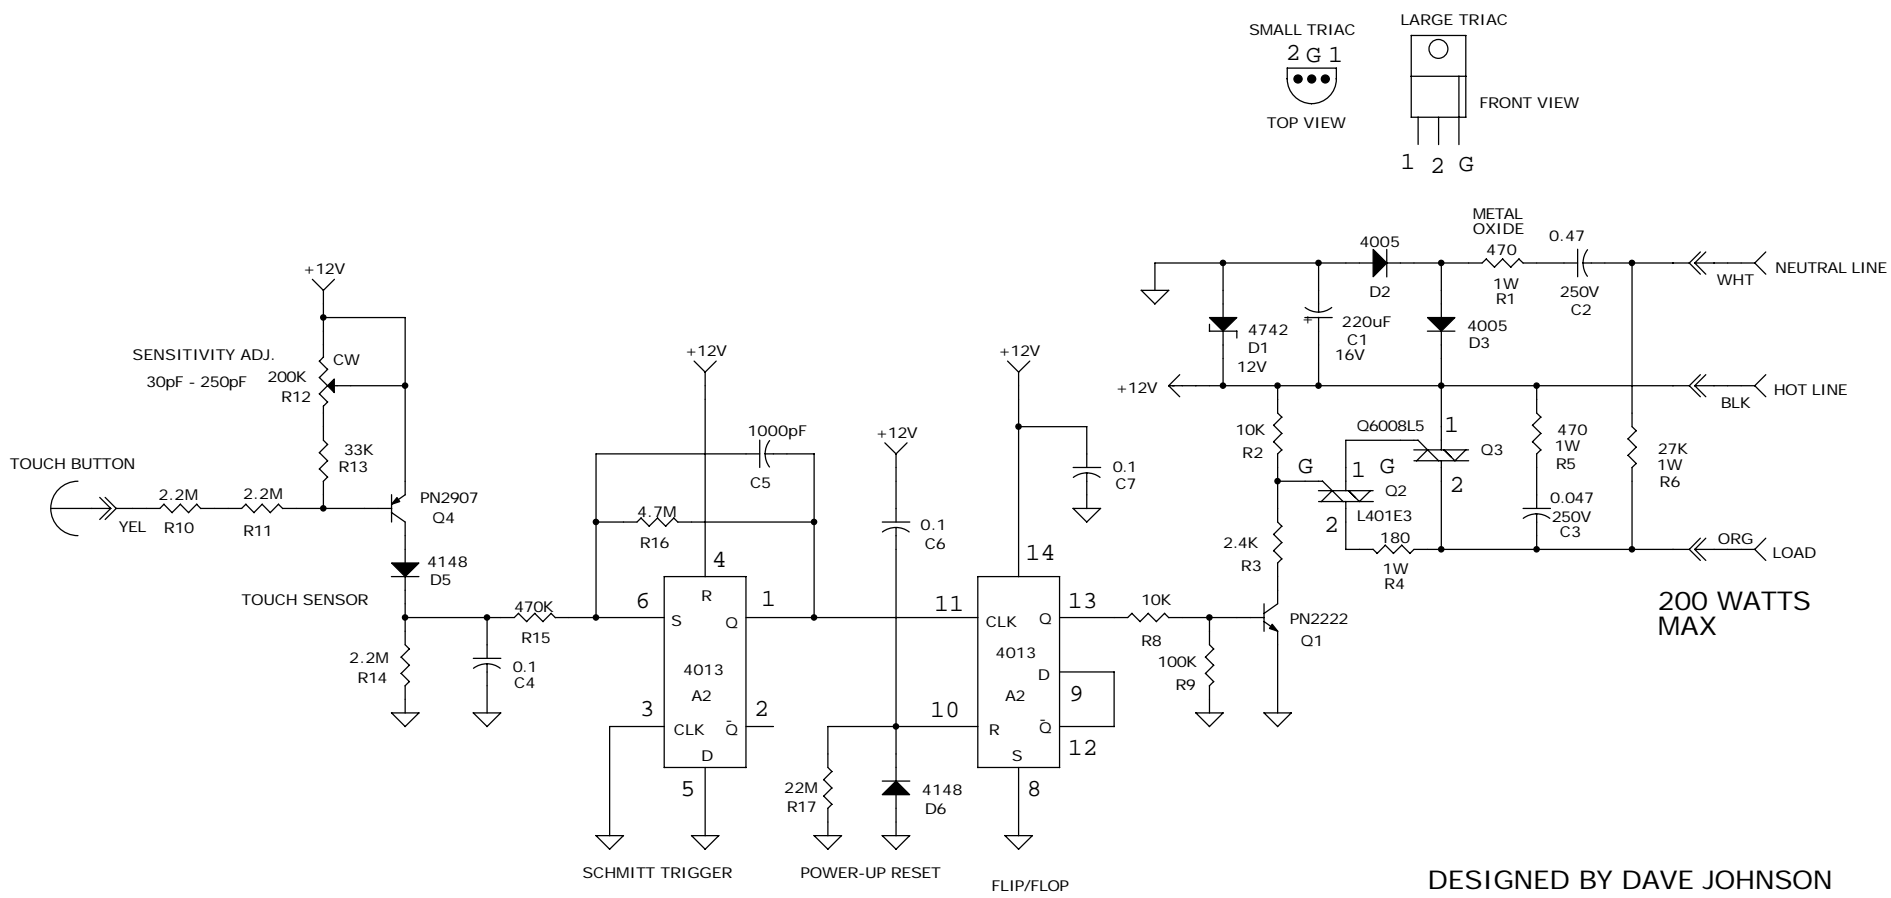 SMALL TRIAC
2 G 1
TOP VIEW
LARGE TRIAC
FRONT VIEW
1 2 G
+12V
SENSITIVITY ADJ.
30pF - 250pF
CW
200K
R12
33K
R13
TOUCH BUTTON
YEL
2.2M
R10
2.2M
R11
PN2907
Q4
4148
D5
TOUCH SENSOR
2.2M
R14
0.1
C4
470K
R15
+12V
1000pF
C5
4.7M
R16
4
6
R
1
S
Q
4013
A2
3
2
CLK
Q̄
D
5
SCHMITT TRIGGER
+12V
0.1
C6
22M
R17
4148
D6
POWER-UP RESET
+12V
0.1
C7
14
11
13
CLK
Q
4013
D
A2
9
10
R
Q̄
12
S
8
FLIP/FLOP
10K
R8
100K
R9
PN2222
Q1
METAL
OXIDE
4005
D2
470
1W
R1
0.47
250V
C2
WHT
NEUTRAL LINE
4742
D1
12V
220uF
C1
16V
+
4005
D3
+12V
BLK
HOT LINE
10K
R2
2.4K
R3
G
Q6008L5
1
G
1
Q3
2
Q2
L401E3
2
180
1W
R4
470
1W
R5
0.047
250V
C3
27K
1W
R6
ORG
LOAD
200 WATTS
MAX
DESIGNED BY DAVE JOHNSON